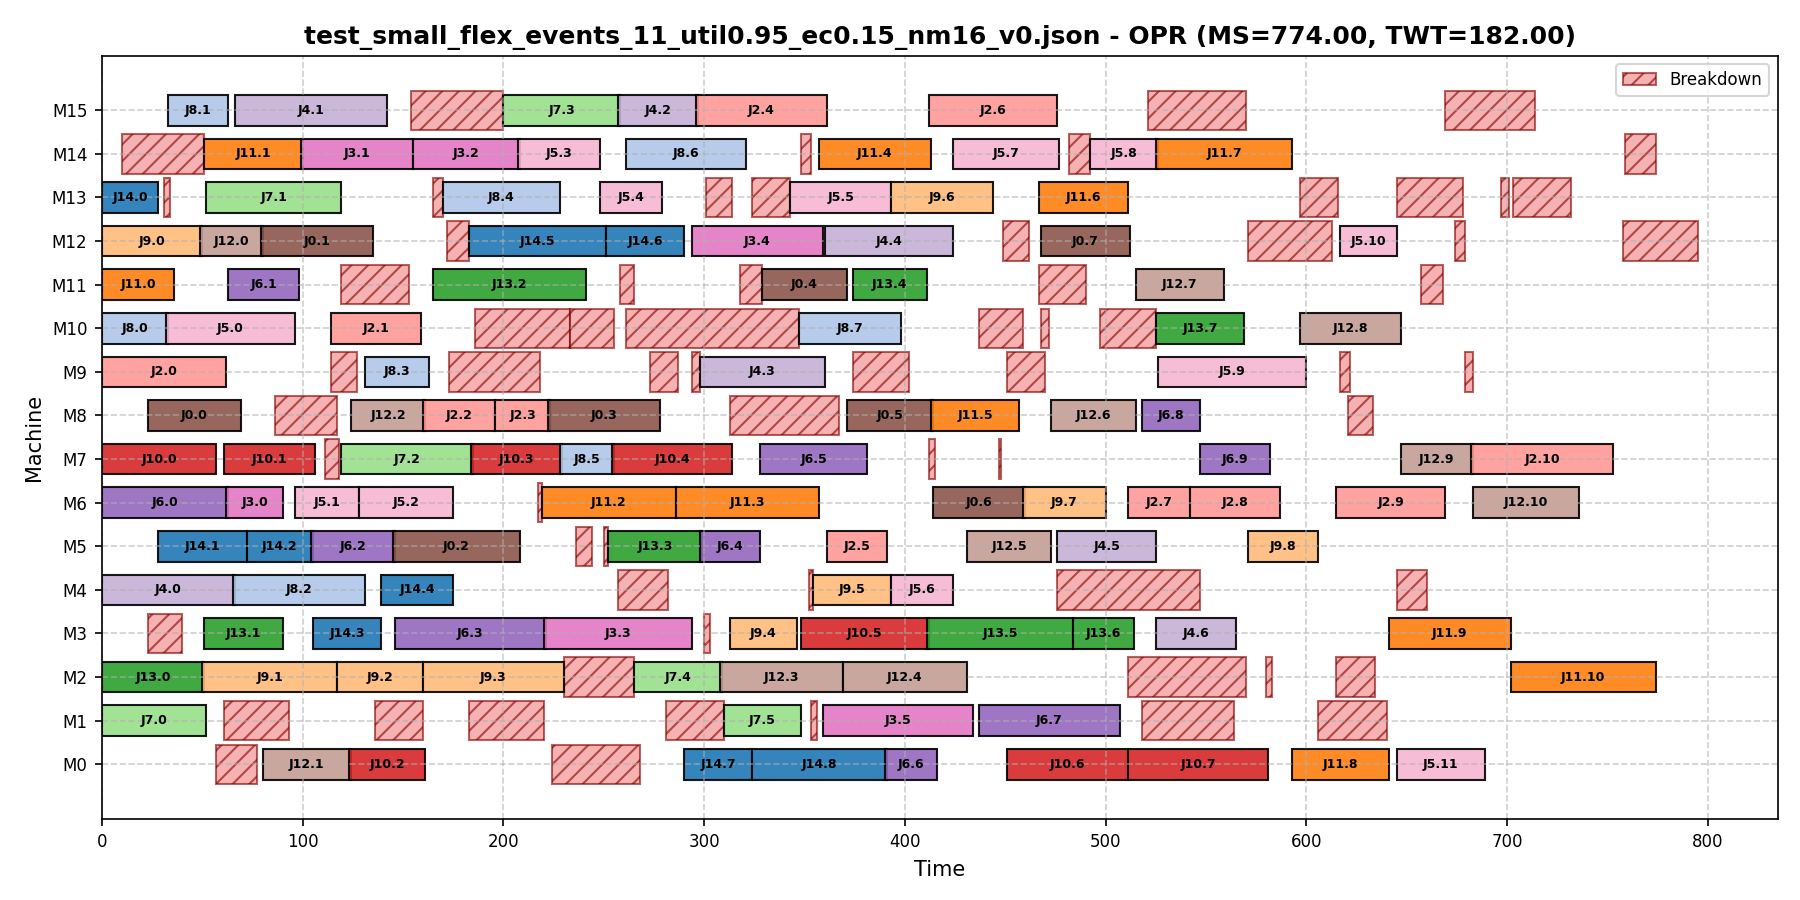 test_small_flex_events_11_util0.95_ec0.15_nm16_v0.json - OPR (MS=774.00, TWT=182.00)
Breakdown
M15 J8.1 J4.1 J7.3 J4.2 J2.4 J2.6
M14 J11.1 J3.1 J3.2 J5.3 J8.6 J11.4 J5.7 J5.8 J11.7
M13 J14.0 J7.1 J8.4 J5.4 J5.5 J9.6 J11.6
M12 J9.0 J12.0 J0.1 J14.5 J14.6 J3.4 J4.4 J0.7 J5.10
M11 J11.0 J6.1 J13.2 J0.4 J13.4 J12.7
M10 J8.0 J5.0 J2.1 J8.7 J13.7 J12.8
M9 J2.0 J8.3 J4.3 J5.9
M8 J0.0 J12.2 J2.2 J2.3 J0.3 J0.5 J11.5 J12.6 J6.8
M7 J10.0 J10.1 J7.2 J10.3 J8.5 J10.4 J6.5 J6.9 J12.9 J2.10
M6 J6.0 J3.0 J5.1 J5.2 J11.2 J11.3 J0.6 J9.7 J2.7 J2.8 J2.9 J12.10
M5 J14.1 J14.2 J6.2 J0.2 J13.3 J6.4 J2.5 J12.5 J4.5 J9.8
M4 J4.0 J8.2 J14.4 J9.5 J5.6
M3 J13.1 J14.3 J6.3 J3.3 J9.4 J10.5 J13.5 J13.6 J4.6 J11.9
M2 J13.0 J9.1 J9.2 J9.3 J7.4 J12.3 J12.4 J11.10
M1 J7.0 J7.5 J3.5 J6.7
M0 J12.1 J10.2 J14.7 J14.8 J6.6 J10.6 J10.7 J11.8 J5.11
Machine
0 100 200 300 400 500 600 700 800
Time